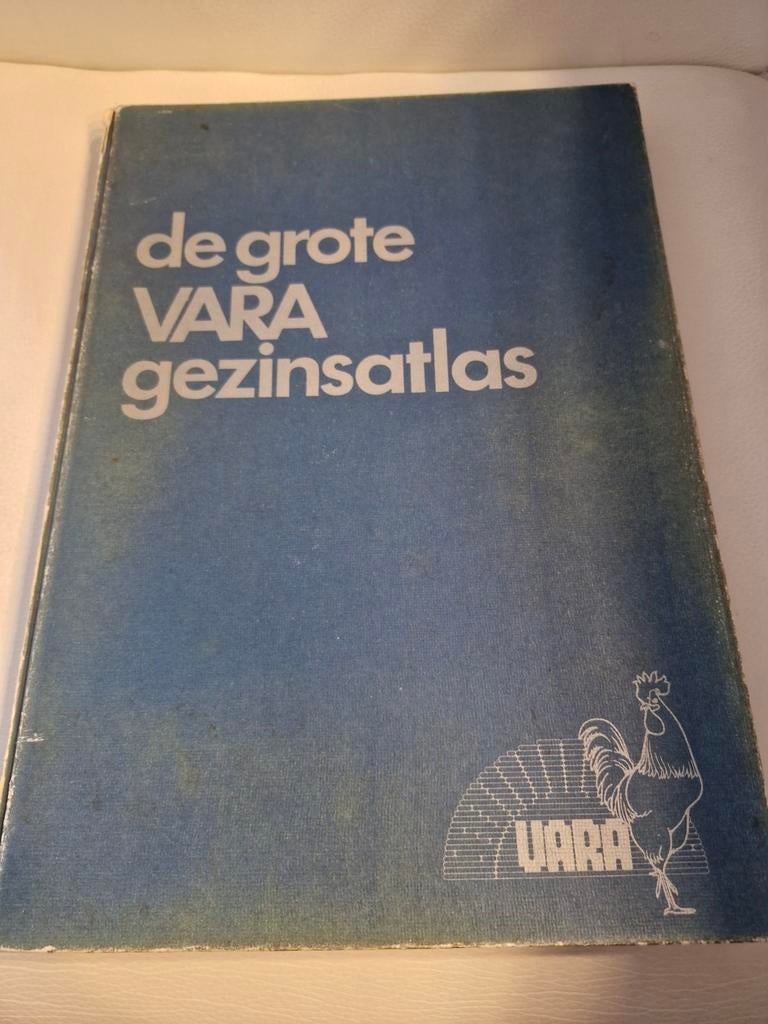 de grote
VARA
gezinsatlas
VARA